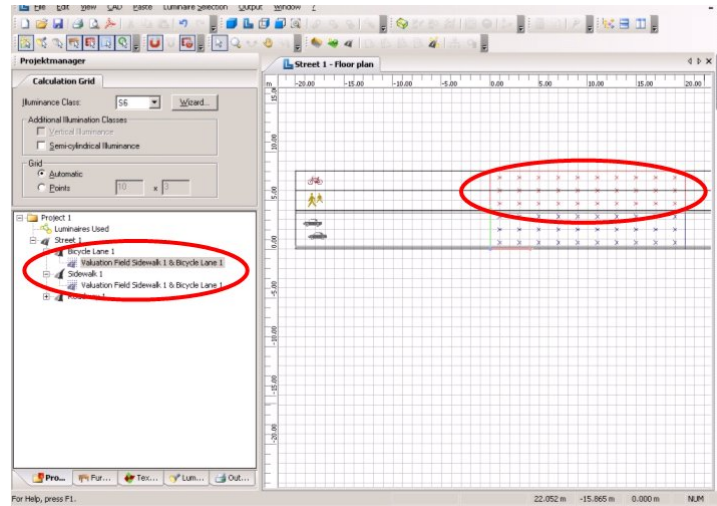 File Edit View CAD Paste Luminaire Selection Output Window ?
Projektmanager
Street 1 - Floor plan
Calculation Grid
Illuminance Class: S6 Wizard...
Additional Illumination Classes
Vertical Illuminance
Semi-cylindrical Illuminance
Grid
Automatic
Points 10 x 3
m -20.00 -15.00 -10.00 -5.00 0.00 5.00 10.00 15.00 20.00
15.0
10.00
5.00
0.00
-5.00
-10.00
-15.00
-20.00
Project 1
Luminaires Used
Street 1
Bicycle Lane 1
Valuation Field Sidewalk 1 & Bicycle Lane 1
Sidewalk 1
Valuation Field Sidewalk 1 & Bicycle Lane 1
Roadway 1
Pro... Fur... Tex... Lum... Out...
For Help, press F1. 22.052 m -15.865 m 0.000 m NUM